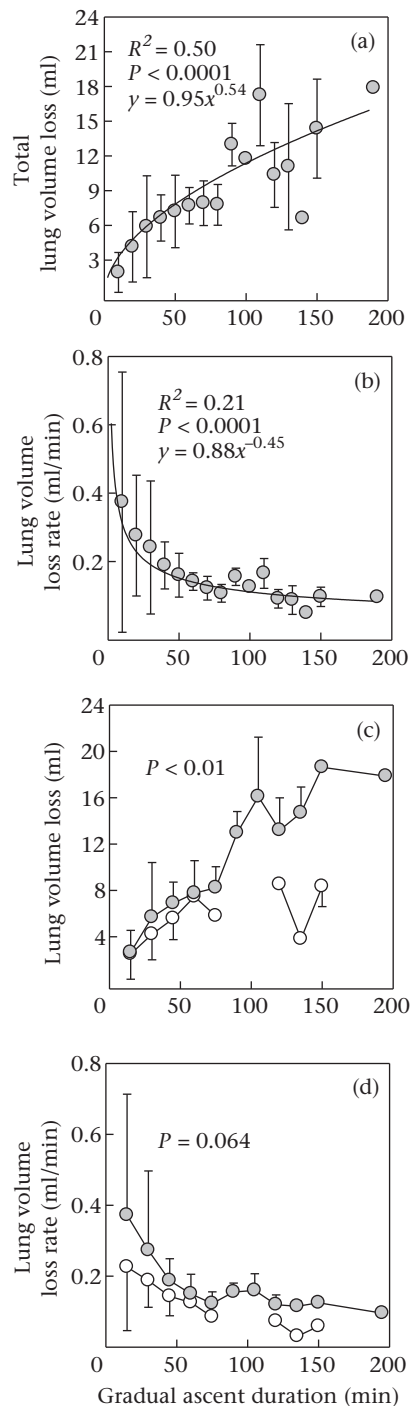 24
21
18
15
12
9
6
3
0 50 100 150 200
Total
lung volume loss (ml)
(a)
R² = 0.50
P < 0.0001
y = 0.95x^0.54
0.8
0.6
0.4
0.2
0 50 100 150 200
Lung volume
loss rate (ml/min)
(b)
R² = 0.21
P < 0.0001
y = 0.88x^−0.45
24
20
16
12
8
4
0 50 100 150 200
Lung volume loss (ml)
(c)
P < 0.01
0.8
0.6
0.4
0.2
0 50 100 150 200
Lung volume
loss rate (ml/min)
(d)
P = 0.064
Gradual ascent duration (min)